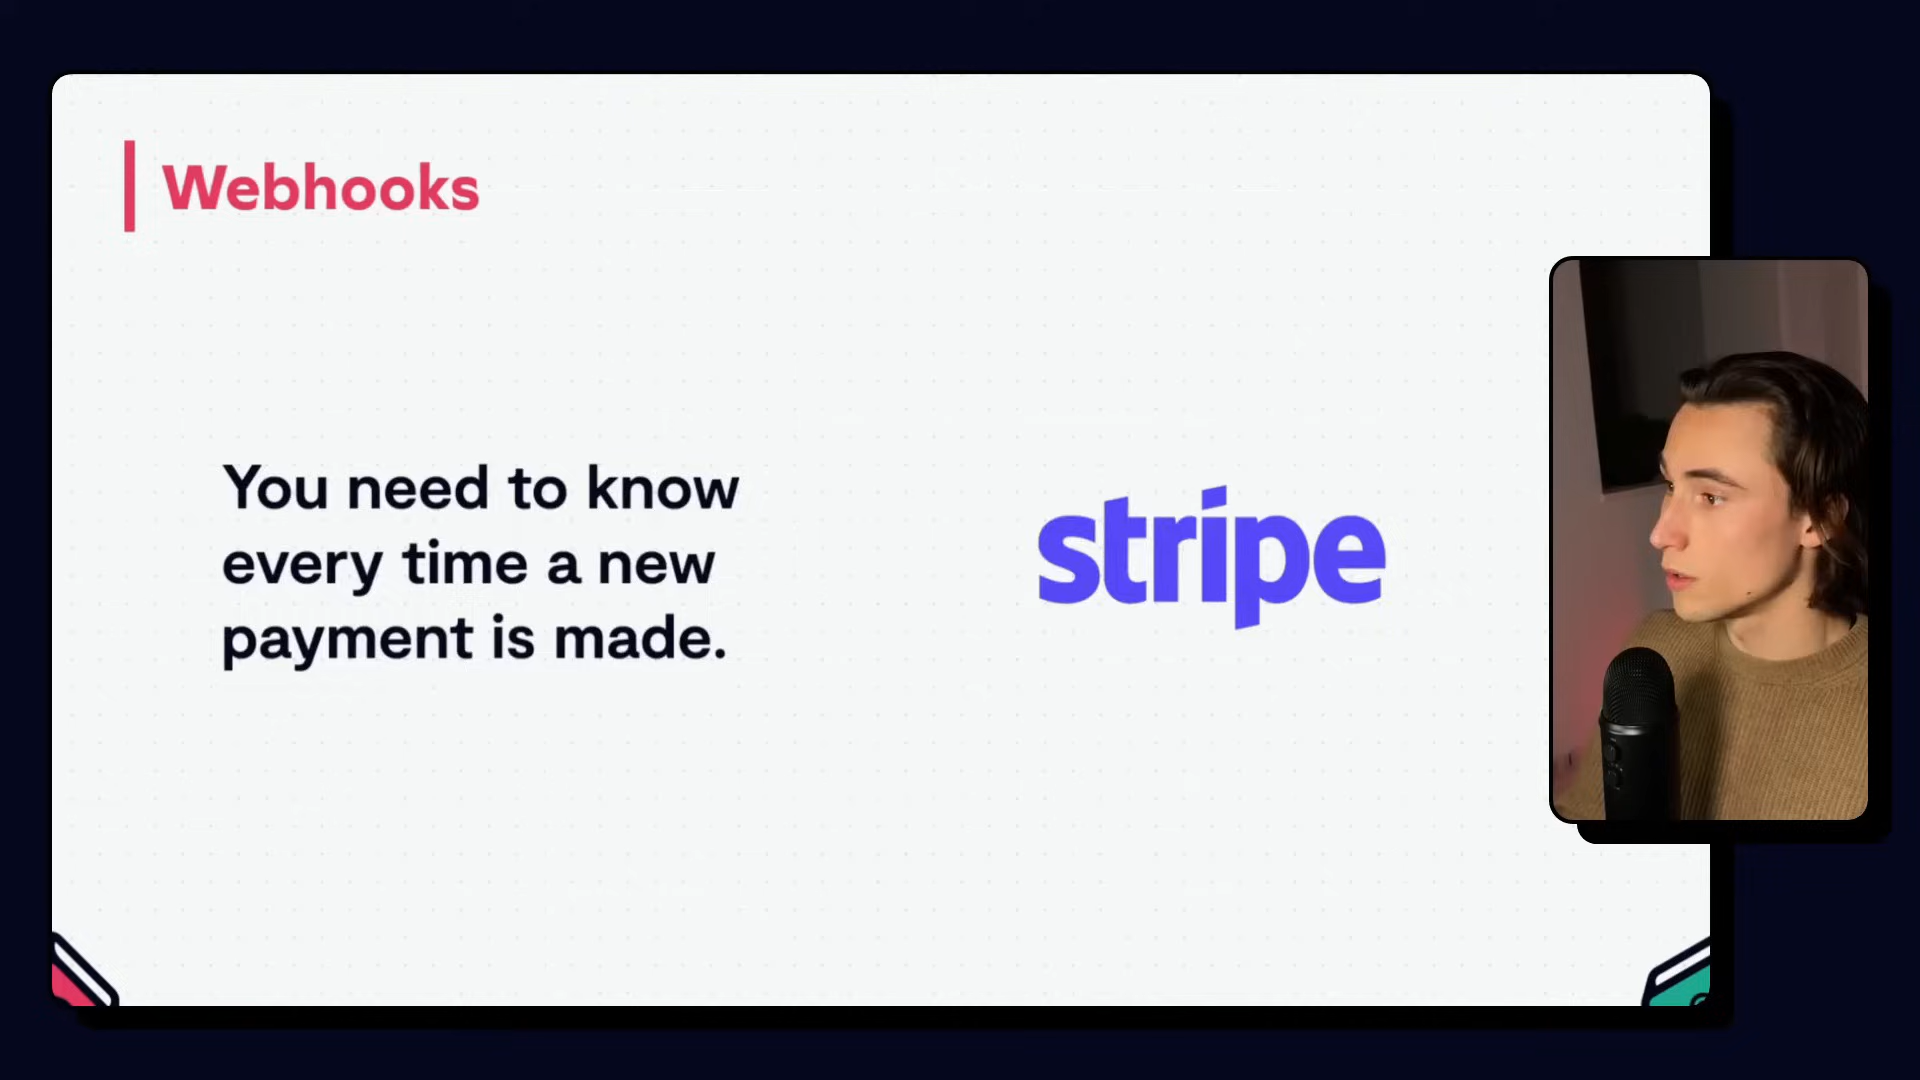 Webhooks
You need to know
every time a new
payment is made.
stripe